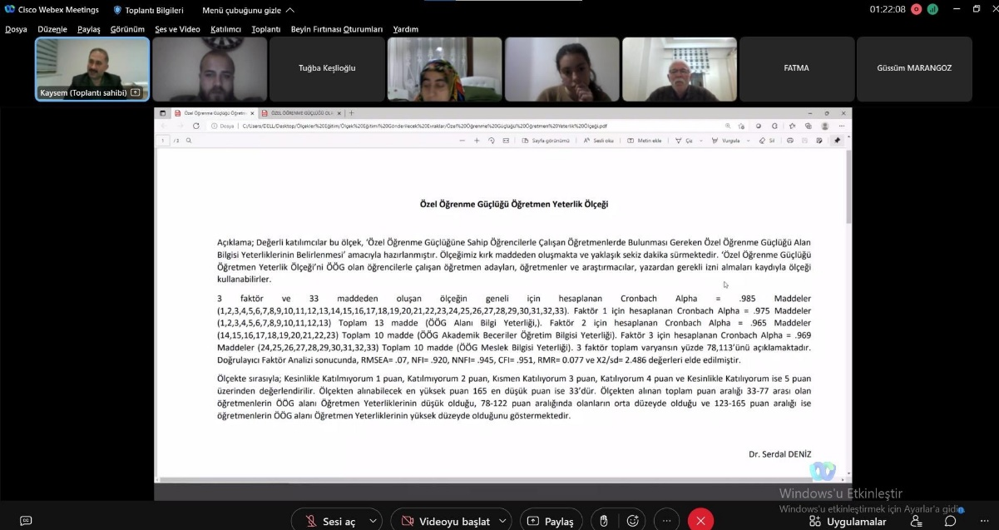 Cisco Webex Meetings
Toplantı Bilgileri
Menü çubuğunu gizle
01:22:08
Dosya
Düzenle
Paylaş
Görünüm
Ses ve Video
Katılımcı
Toplantı
Beyin Fırtınası Oturumları
Yardım
Kaysem (Toplantı sahibi)
Tuğba Keşlioğlu
FATMA
Güssüm MARANGOZ
Özel Öğrenme Güçlüğü Öğretm
ÖZEL ÖĞRENME GÜÇLÜĞÜ ÖL
Dosya
C:/Users/DELL/Desktop/Ölçekler%20Eğitim/Ölçek%20Eğitimi%20Gönderilecek%20Evraklar/Özel%20Öğrenme%20Güçlüğü%20Öğretmen%20Yeterlik%20Ölçeği.pdf
1
/ 3
Sayfa görünümü
Sesli oku
Metin ekle
Çiz
Vurgula
Sil
Özel Öğrenme Güçlüğü Öğretmen Yeterlik Ölçeği
Açıklama; Değerli katılımcılar bu ölçek, ‘Özel Öğrenme Güçlüğüne Sahip Öğrencilerle Çalışan Öğretmenlerde Bulunması Gereken Özel Öğrenme Güçlüğü Alan
Bilgisi Yeterliklerinin Belirlenmesi’ amacıyla hazırlanmıştır. Ölçeğimiz kırk maddeden oluşmakta ve yaklaşık sekiz dakika sürmektedir. ‘Özel Öğrenme Güçlüğü
Öğretmen Yeterlik Ölçeği’ni ÖÖG olan öğrencilerle çalışan öğretmen adayları, öğretmenler ve araştırmacılar, yazardan gerekli izni almaları kaydıyla ölçeği
kullanabilirler.
3 faktör ve 33 maddeden oluşan ölçeğin geneli için hesaplanan Cronbach Alpha = .985 Maddeler
(1,2,3,4,5,6,7,8,9,10,11,12,13,14,15,16,17,18,19,20,21,22,23,24,25,26,27,28,29,30,31,32,33). Faktör 1 için hesaplanan Cronbach Alpha = .975 Maddeler
(1,2,3,4,5,6,7,8,9,10,11,12,13) Toplam 13 madde (ÖÖG Alanı Bilgi Yeterliği,). Faktör 2 için hesaplanan Cronbach Alpha = .965 Maddeler
(14,15,16,17,18,19,20,21,22,23) Toplam 10 madde (ÖÖG Akademik Beceriler Öğretim Bilgisi Yeterliği). Faktör 3 için hesaplanan Cronbach Alpha = .969
Maddeler (24,25,26,27,28,29,30,31,32,33) Toplam 10 madde (ÖÖG Meslek Bilgisi Yeterliği). 3 faktör toplam varyansın yüzde 78,113’ünü açıklamaktadır.
Doğrulayıcı Faktör Analizi sonucunda, RMSEA= .07, NFI= .920, NNFI= .945, CFI= .951, RMR= 0.077 ve X2/sd= 2.486 değerleri elde edilmiştir.
Ölçekte sırasıyla; Kesinlikle Katılmıyorum 1 puan, Katılmıyorum 2 puan, Kısmen Katılıyorum 3 puan, Katılıyorum 4 puan ve Kesinlikle Katılıyorum ise 5 puan
üzerinden değerlendirilir. Ölçekten alınabilecek en yüksek puan 165 en düşük puan ise 33’dür. Ölçekten alınan toplam puan aralığı 33-77 arası olan
öğretmenlerin ÖÖG alanı Öğretmen Yeterliklerinin düşük olduğu, 78-122 puan aralığında olanların orta düzeyde olduğu ve 123-165 puan aralığı ise
öğretmenlerin ÖÖG alanı Öğretmen Yeterliklerinin yüksek düzeyde olduğunu göstermektedir.
Dr. Serdal DENİZ
Windows'u Etkinleştir
Windows'u etkinleştirmek için Ayarlar'a gidin.
Sesi aç
Videoyu başlat
Paylaş
Uygulamalar